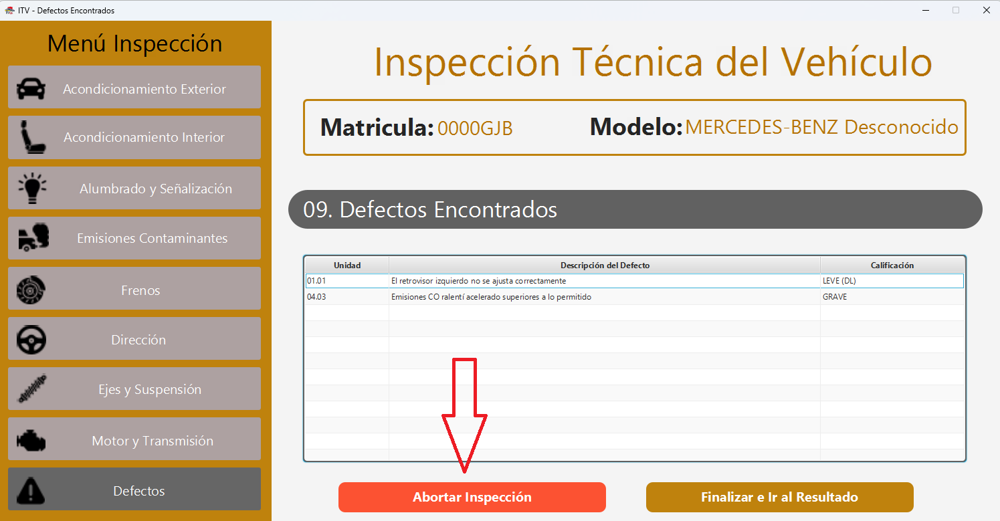 ITV - Defectos Encontrados
Menú Inspección
Acondicionamiento Exterior
Acondicionamiento Interior
Alumbrado y Señalización
Emisiones Contaminantes
Frenos
Dirección
Ejes y Suspensión
Motor y Transmisión
Defectos
Inspección Técnica del Vehículo
Matricula: 0000GJB Modelo: MERCEDES-BENZ Desconocido
09. Defectos Encontrados
Unidad Descripción del Defecto Calificación
01.01 El retrovisor izquierdo no se ajusta correctamente LEVE (DL)
04.03 Emisiones CO ralentí acelerado superiores a lo permitido GRAVE
Abortar Inspección Finalizar e Ir al Resultado